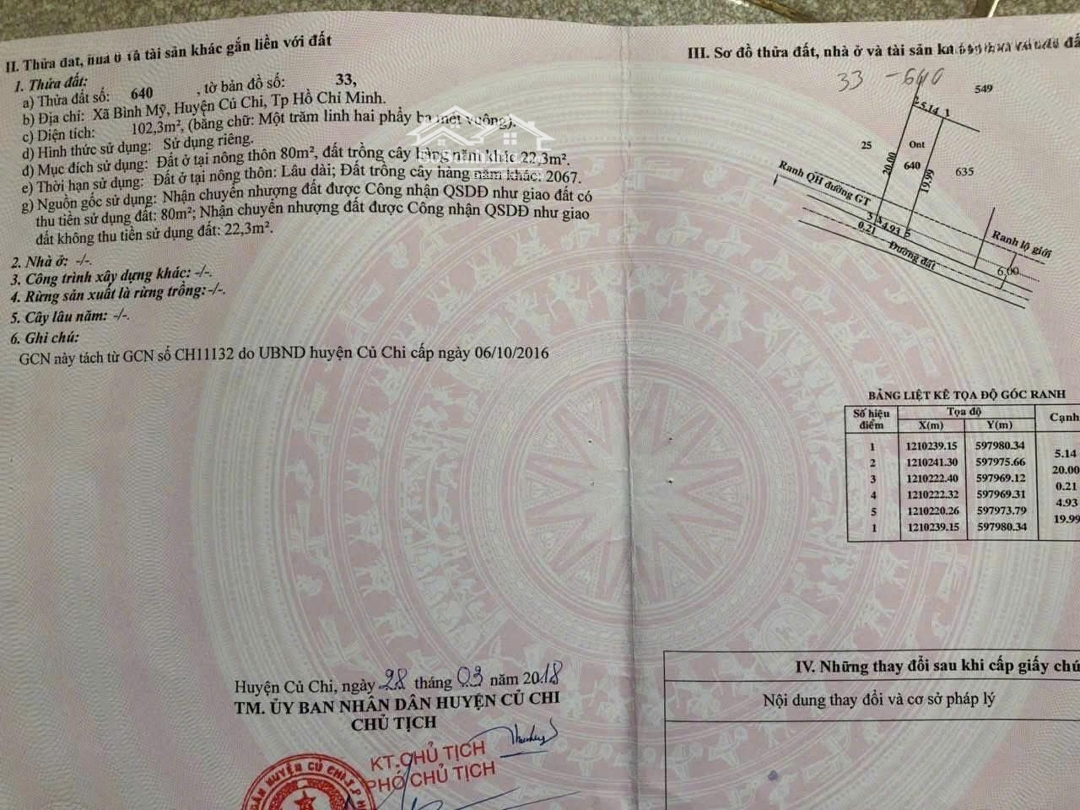 II. Thửa đất, nhà ở và tài sản khác gắn liền với đất
1. Thửa đất:
a) Thửa đất số: 640 , tờ bản đồ số: 33,
b) Địa chỉ: Xã Bình Mỹ, Huyện Củ Chi, Tp Hồ Chí Minh.
c) Diện tích: 102,3m², (bằng chữ: Một trăm linh hai phẩy ba mét vuông).
d) Hình thức sử dụng: Sử dụng riêng.
đ) Mục đích sử dụng: Đất ở tại nông thôn 80m², đất trồng cây hàng năm khác 22,3m².
e) Thời hạn sử dụng: Đất ở tại nông thôn: Lâu dài; Đất trồng cây hàng năm khác: 2067.
g) Nguồn gốc sử dụng: Nhận chuyển nhượng đất được Công nhận QSDĐ như giao đất có
thu tiền sử dụng đất: 80m²; Nhận chuyển nhượng đất được Công nhận QSDĐ như giao
đất không thu tiền sử dụng đất: 22,3m².
2. Nhà ở: -/-.
3. Công trình xây dựng khác: -/-.
4. Rừng sản xuất là rừng trồng: -/-.
5. Cây lâu năm: -/-.
6. Ghi chú:
GCN này tách từ GCN số CH11132 do UBND huyện Củ Chi cấp ngày 06/10/2016
Huyện Củ Chi, ngày 28 tháng 03 năm 2018
TM. ỦY BAN NHÂN DÂN HUYỆN CỦ CHI
CHỦ TỊCH
KT.CHỦ TỊCH
PHÓ CHỦ TỊCH
HUYỆN CỦ CHI.T.P
III. Sơ đồ thửa đất, nhà ở và tài sản
33 - 640
549
2 5.14 1
25
Ont
20.00
640
19.99
635
Ranh QH đường GT
3 4 4.93 5
0.21
Đường đất
Ranh lộ giới
6.00
BẢNG LIỆT KÊ TỌA ĐỘ GÓC RANH
Số hiệu điểm Tọa độ Cạnh
X(m) Y(m)
1 1210239.15 597980.34
5.14
2 1210241.30 597975.66
20.00
3 1210222.40 597969.12
0.21
4 1210222.32 597969.31
4.93
5 1210220.26 597973.79
19.99
1 1210239.15 597980.34
IV. Những thay đổi sau khi cấp giấy
Nội dung thay đổi và cơ sở pháp lý